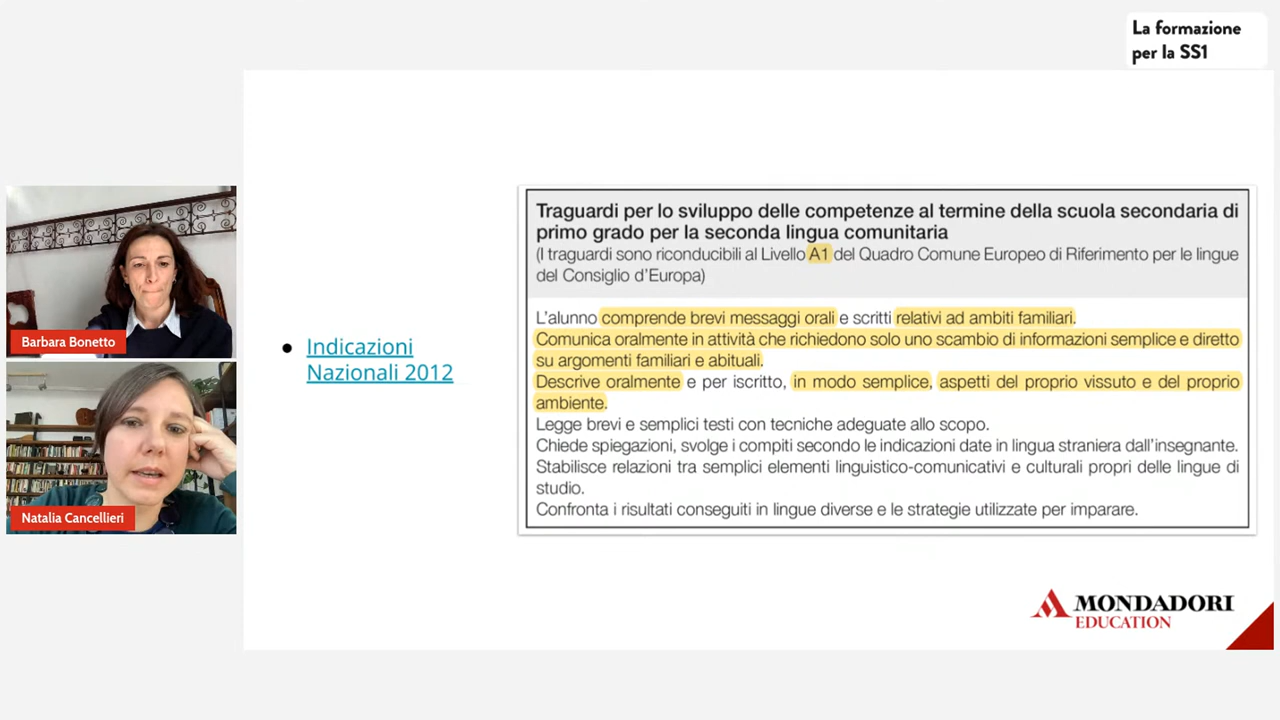 La formazione
per la SS1
Barbara Bonetto
Natalia Cancellieri
● Indicazioni
Nazionali 2012
Traguardi per lo sviluppo delle competenze al termine della scuola secondaria di
primo grado per la seconda lingua comunitaria
(I traguardi sono riconducibili al Livello A1 del Quadro Comune Europeo di Riferimento per le lingue
del Consiglio d'Europa)
L'alunno comprende brevi messaggi orali e scritti relativi ad ambiti familiari.
Comunica oralmente in attività che richiedono solo uno scambio di informazioni semplice e diretto
su argomenti familiari e abituali.
Descrive oralmente e per iscritto, in modo semplice, aspetti del proprio vissuto e del proprio
ambiente.
Legge brevi e semplici testi con tecniche adeguate allo scopo.
Chiede spiegazioni, svolge i compiti secondo le indicazioni date in lingua straniera dall'insegnante.
Stabilisce relazioni tra semplici elementi linguistico-comunicativi e culturali propri delle lingue di
studio.
Confronta i risultati conseguiti in lingue diverse e le strategie utilizzate per imparare.
MONDADORI
EDUCATION